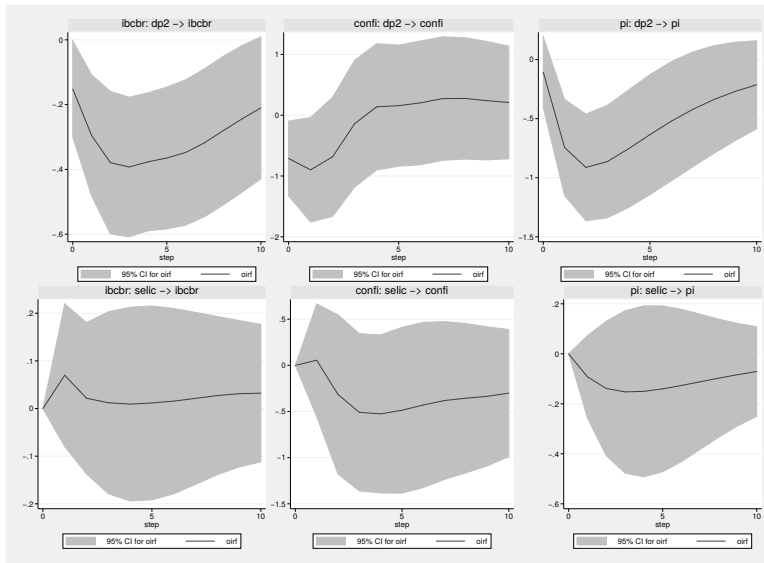 ibcbr: dp2 −> ibcbr
0
−.2
−.4
−.6
0 5 10
step
95% CI for oirf oirf
confi: dp2 −> confi
1
0
−1
−2
0 5 10
step
95% CI for oirf oirf
pi: dp2 −> pi
0
−.5
−1
−1.5
0 5 10
step
95% CI for oirf oirf
ibcbr: selic −> ibcbr
.2
.1
0
−.1
−.2
0 5 10
step
95% CI for oirf oirf
confi: selic −> confi
.5
0
−.5
−1
−1.5
0 5 10
step
95% CI for oirf oirf
pi: selic −> pi
.2
0
−.2
−.4
−.6
0 5 10
step
95% CI for oirf oirf